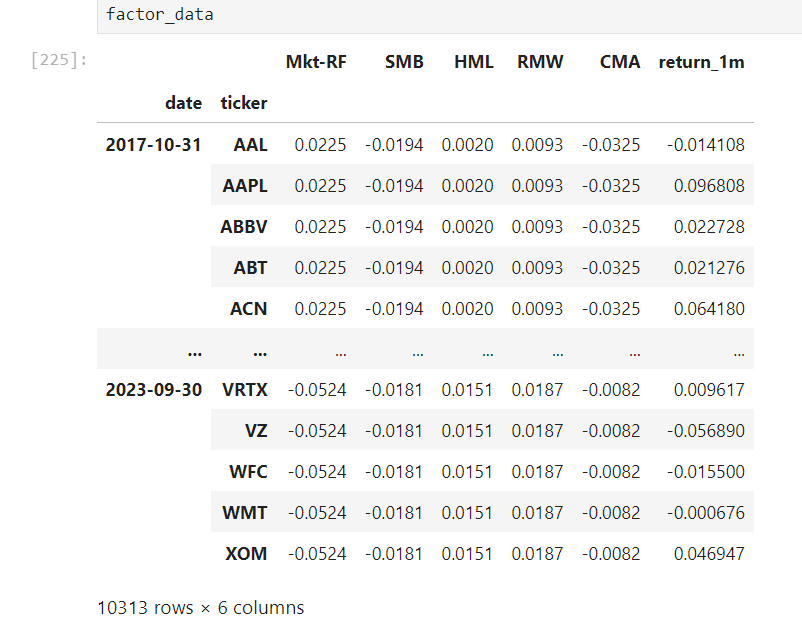 factor_data
[225]:
Mkt-RF SMB HML RMW CMA return_1m
date ticker
2017-10-31 AAL 0.0225 -0.0194 0.0020 0.0093 -0.0325 -0.014108
AAPL 0.0225 -0.0194 0.0020 0.0093 -0.0325 0.096808
ABBV 0.0225 -0.0194 0.0020 0.0093 -0.0325 0.022728
ABT 0.0225 -0.0194 0.0020 0.0093 -0.0325 0.021276
ACN 0.0225 -0.0194 0.0020 0.0093 -0.0325 0.064180
... ... ... ... ... ... ... ...
2023-09-30 VRTX -0.0524 -0.0181 0.0151 0.0187 -0.0082 0.009617
VZ -0.0524 -0.0181 0.0151 0.0187 -0.0082 -0.056890
WFC -0.0524 -0.0181 0.0151 0.0187 -0.0082 -0.015500
WMT -0.0524 -0.0181 0.0151 0.0187 -0.0082 -0.000676
XOM -0.0524 -0.0181 0.0151 0.0187 -0.0082 0.046947
10313 rows × 6 columns